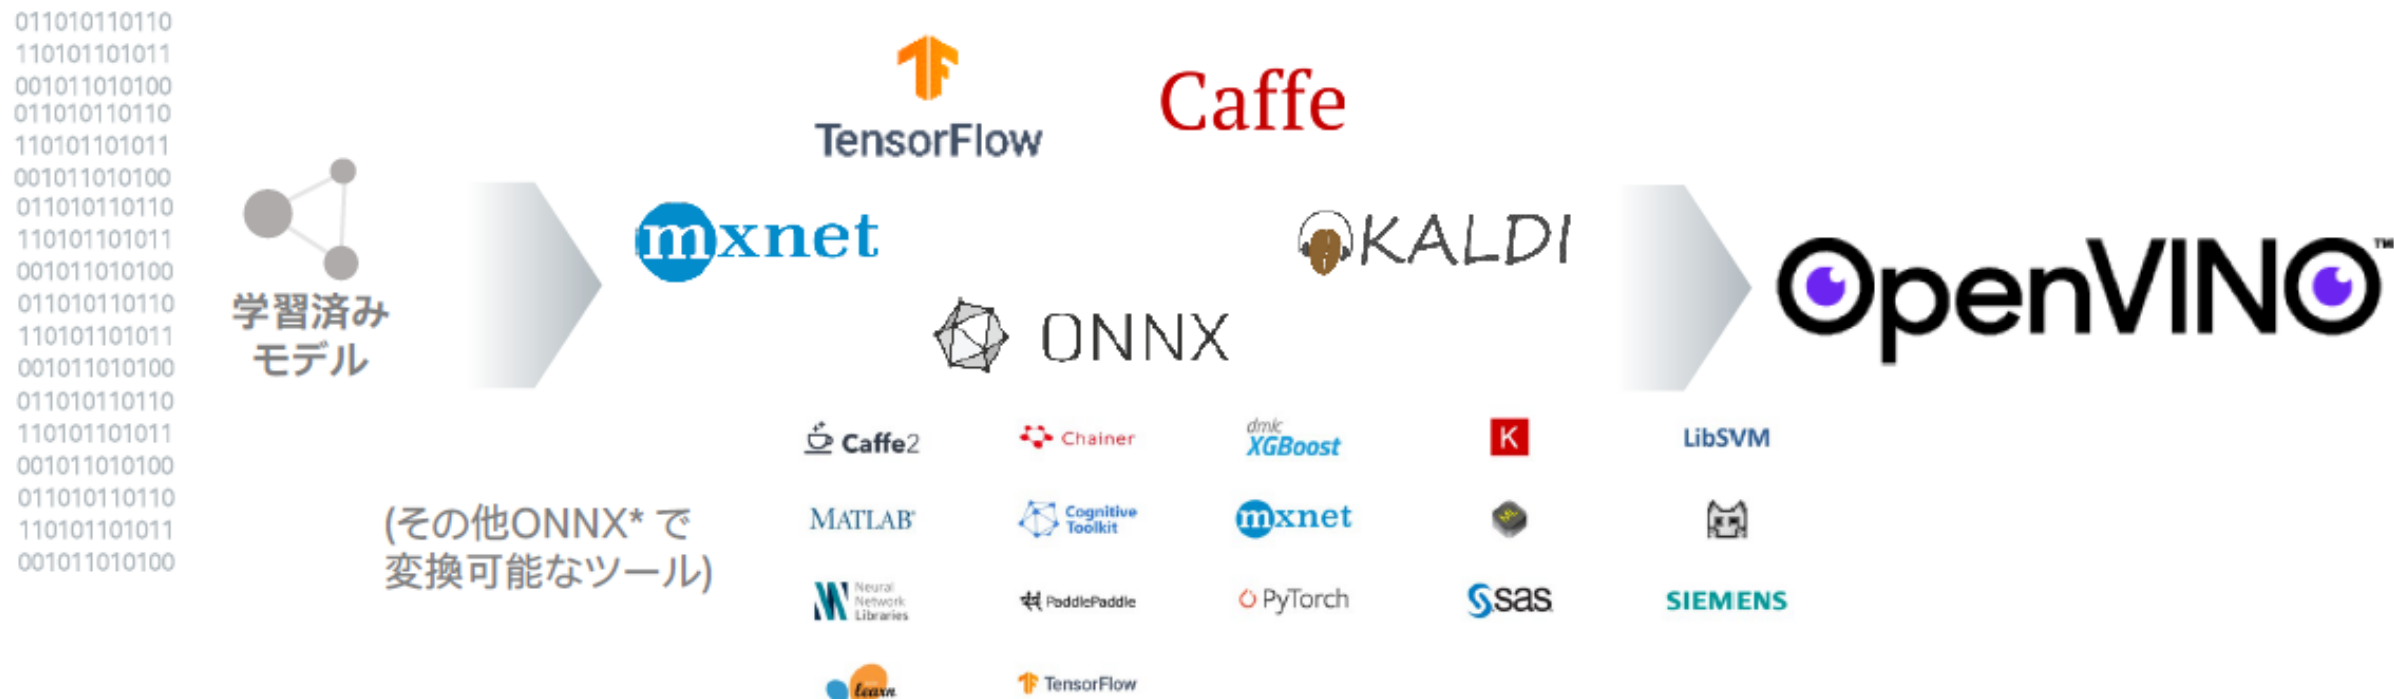 011010110110
110101101011
001011010100
011010110110
110101101011
001011010100
011010110110
110101101011
001011010100
011010110110
110101101011
001011010100
011010110110
110101101011
001011010100
011010110110
110101101011
001011010100
学習済み
モデル
TensorFlow
Caffe
mxnet
KALDI
ONNX
OpenVINO™
(その他ONNX* で
変換可能なツール)
Caffe2
Chainer
dmlc
XGBoost
K
LibSVM
MATLAB®
Cognitive
Toolkit
mxnet
ML
Neural
Network
Libraries
PaddlePaddle
PyTorch
sas
SIEMENS
learn
TensorFlow